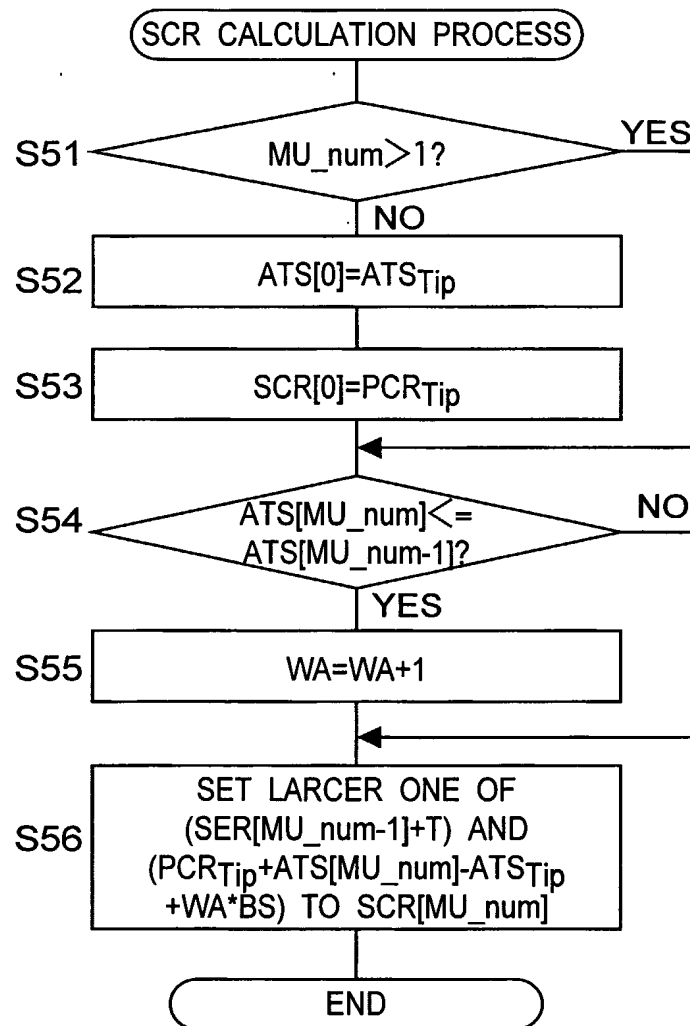 SCR CALCULATION PROCESS
S51
MU_num>1?
YES
NO
S52
ATS[0]=ATSTip
S53
SCR[0]=PCRTip
S54
ATS[MU_num]<=
ATS[MU_num-1]?
NO
YES
S55
WA=WA+1
S56
SET LARCER ONE OF
(SER[MU_num-1]+T) AND
(PCRTip+ATS[MU_num]-ATSTip
+WA*BS) TO SCR[MU_num]
END